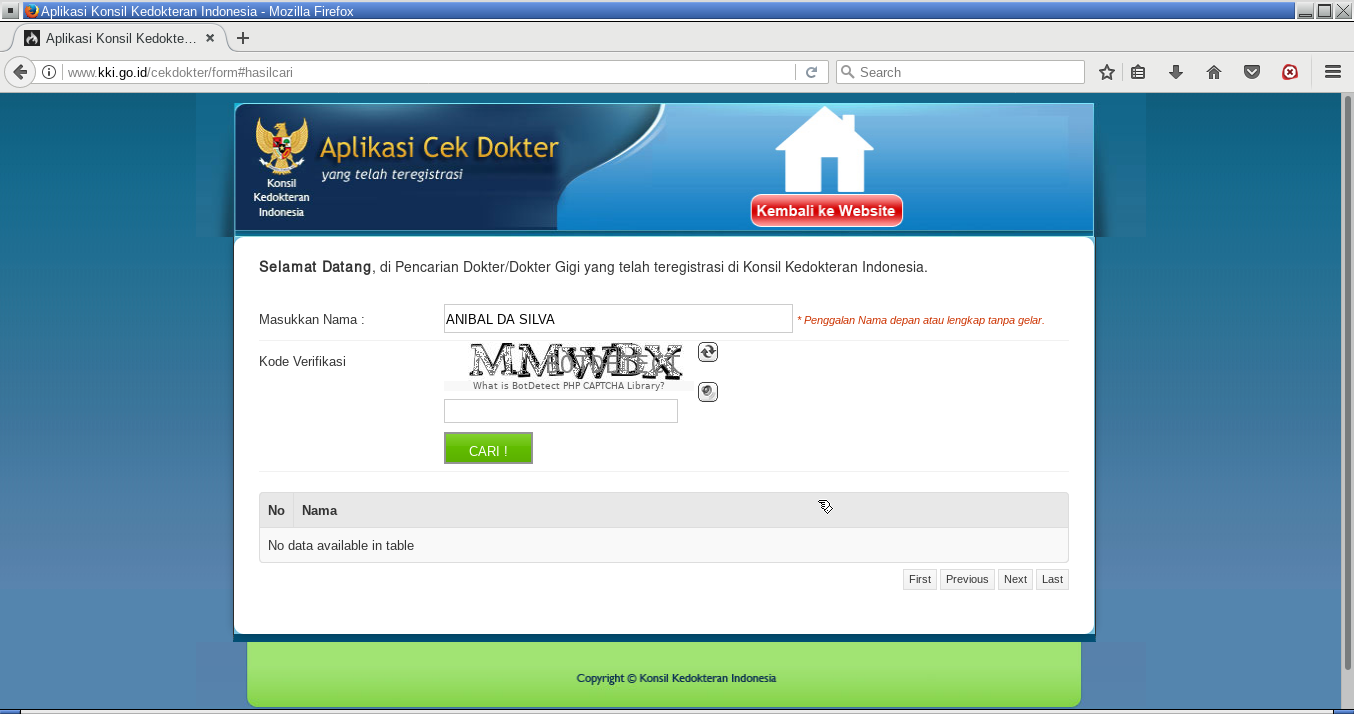 Aplikasi Konsil Kedokteran Indonesia - Mozilla Firefox
Aplikasi Konsil Kedokte...
www.kki.go.id/cekdokter/form#hasilcari
Search
Konsil
Kedokteran
Indonesia
Aplikasi Cek Dokter
yang telah teregistrasi
Kembali ke Website
Selamat Datang, di Pencarian Dokter/Dokter Gigi yang telah teregistrasi di Konsil Kedokteran Indonesia.
Masukkan Nama :
ANIBAL DA SILVA
* Penggalan Nama depan atau lengkap tanpa gelar.
Kode Verifikasi
What is BotDetect PHP CAPTCHA Library?
CARI !
No Nama
No data available in table
First Previous Next Last
Copyright © Konsil Kedokteran Indonesia